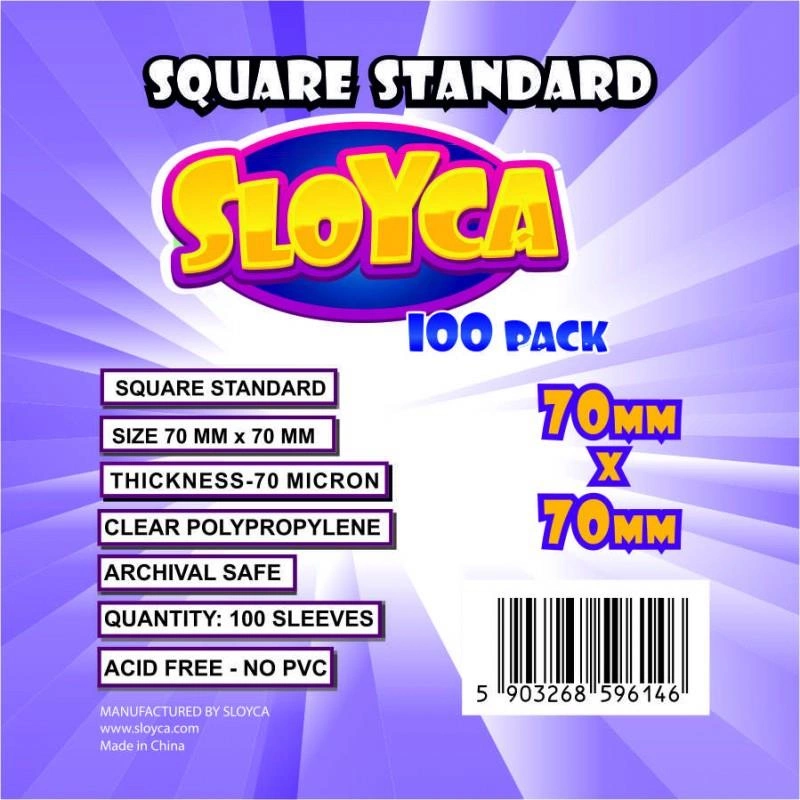 SQUARE STANDARD
SLOYCA
100 PACK
SQUARE STANDARD
SIZE 70 MM x 70 MM
THICKNESS-70 MICRON
CLEAR POLYPROPYLENE
ARCHIVAL SAFE
QUANTITY: 100 SLEEVES
ACID FREE - NO PVC
MANUFACTURED BY SLOYCA
www.sloyca.com
Made in China
70MM
X
70MM
5 903268 596146